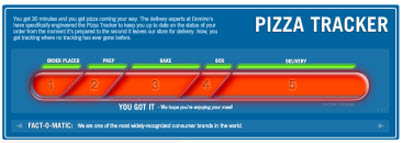 You got 30 minutes and you got pizza coming your way. The delivery experts at Domino's
have specifically engineered the Pizza Tracker to keep you up to date on the status of your
order from the moment it's prepared to the second it leaves our store for delivery. Now, you
got tracking where no tracking has ever gone before.
PIZZA TRACKER
ORDER PLACED PREP BAKE BOX DELIVERY
1 2 3 4 5
YOU GOT IT - We hope you're enjoying your meal!
FACT-O-MATIC: We are one of the most widely-recognized consumer brands in the world.